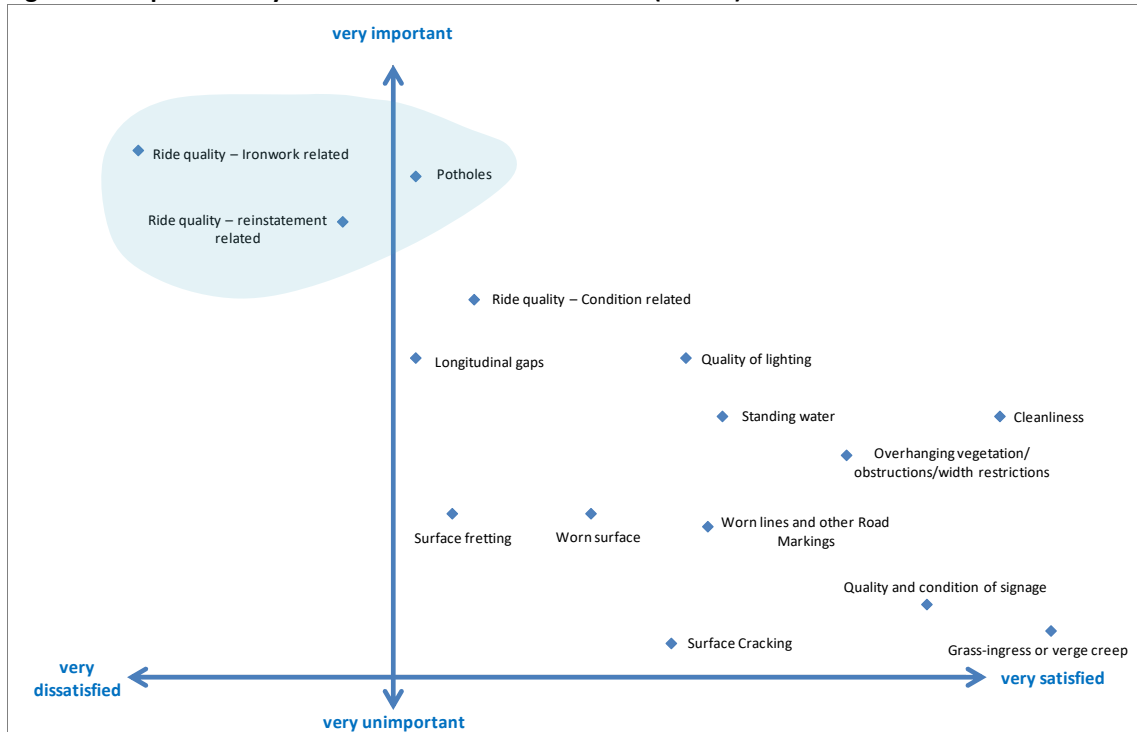 very important
Ride quality – Ironwork related
Potholes
Ride quality – reinstatement
related
Ride quality – Condition related
Longitudinal gaps
Quality of lighting
Standing water
Cleanliness
Overhanging vegetation/
obstructions/width restrictions
Surface fretting
Worn surface
Worn lines and other Road
Markings
Quality and condition of signage
Surface Cracking
Grass-ingress or verge creep
very
dissatisfied
very satisfied
very unimportant